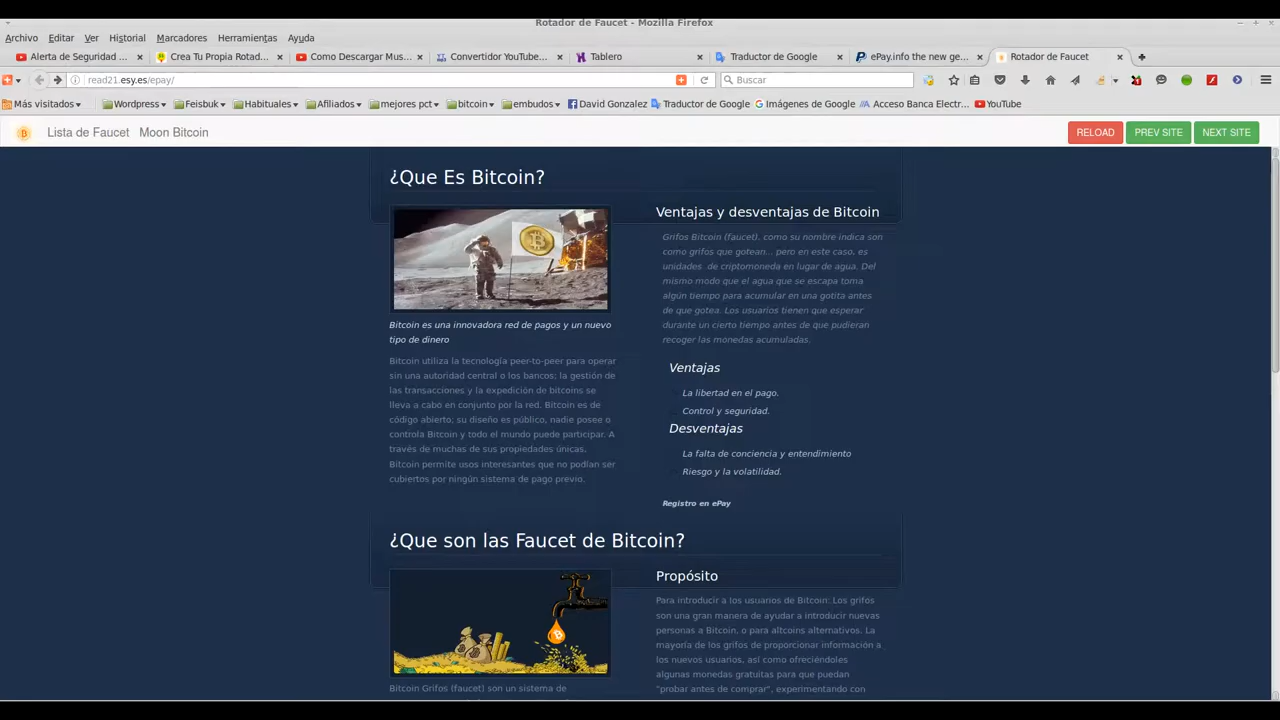 Rotador de Faucet - Mozilla Firefox
Archivo Editar Ver Historial Marcadores Herramientas Ayuda
Alerta de Seguridad ... Crea Tu Propia Rotad... Como Descargar Mus... Convertidor YouTube... Tablero Traductor de Google ePay.info the new ge... Rotador de Faucet
read21.esy.es/epay/ Buscar
Más visitados Wordpress Feisbuk Habituales Afiliados mejores pct bitcoin embudos David Gonzalez Traductor de Google Imágenes de Google Acceso Banca Electr... YouTube
Lista de Faucet Moon Bitcoin RELOAD PREV SITE NEXT SITE
¿Que Es Bitcoin?
Bitcoin es una innovadora red de pagos y un nuevo
tipo de dinero
Bitcoin utiliza la tecnología peer-to-peer para operar
sin una autoridad central o los bancos; la gestión de
las transacciones y la expedición de bitcoins se
lleva a cabo en conjunto por la red. Bitcoin es de
código abierto; su diseño es público, nadie posee o
controla Bitcoin y todo el mundo puede participar. A
través de muchas de sus propiedades únicas,
Bitcoin permite usos interesantes que no podían ser
cubiertos por ningún sistema de pago previo.
Ventajas y desventajas de Bitcoin
Grifos Bitcoin (faucet), como su nombre indica son
como grifos que gotean... pero en este caso, es
unidades de criptomoneda en lugar de agua. Del
mismo modo que el agua que se escapa toma
algún tiempo para acumular en una gotita antes
de que gotea. Los usuarios tienen que esperar
durante un cierto tiempo antes de que pudieran
recoger las monedas acumuladas.
Ventajas
La libertad en el pago.
Control y seguridad.
Desventajas
La falta de conciencia y entendimiento
Riesgo y la volatilidad.
Registro en ePay
¿Que son las Faucet de Bitcoin?
Bitcoin Grifos (faucet) son un sistema de
Propósito
Para introducir a los usuarios de Bitcoin: Los grifos
son una gran manera de ayudar a introducir nuevas
personas a Bitcoin, o para altcoins alternativos. La
mayoría de los grifos de proporcionar información a
los nuevos usuarios, así como ofreciéndoles
algunas monedas gratuitas para que puedan
"probar antes de comprar", experimentando con